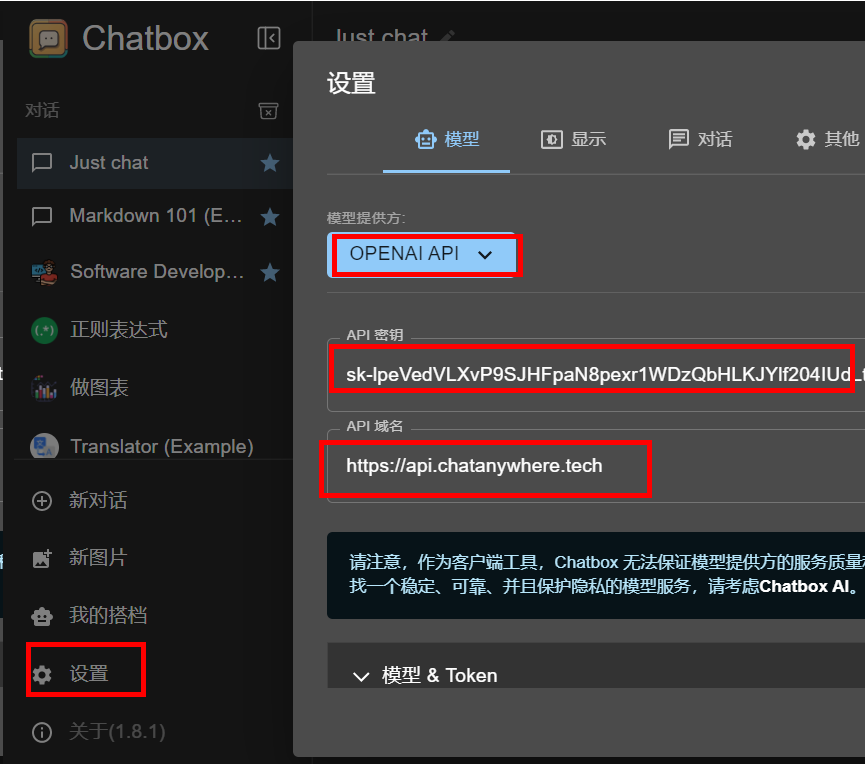 Chatbox
Just chat
设置
对话
模型
显示
对话
其他
Just chat
Markdown 101 (E...
模型提供方:
OPENAI API
Software Develop...
正则表达式
API 密钥
做图表
API 域名
Translator (Example)
https://api.chatanywhere.tech
新对话
新图片
请注意，作为客户端工具，Chatbox 无法保证模型提供方的服务质量
找一个稳定、可靠、并且保护隐私的模型服务，请考虑Chatbox AI。
我的搭档
设置
模型 & Token
关于(1.8.1)